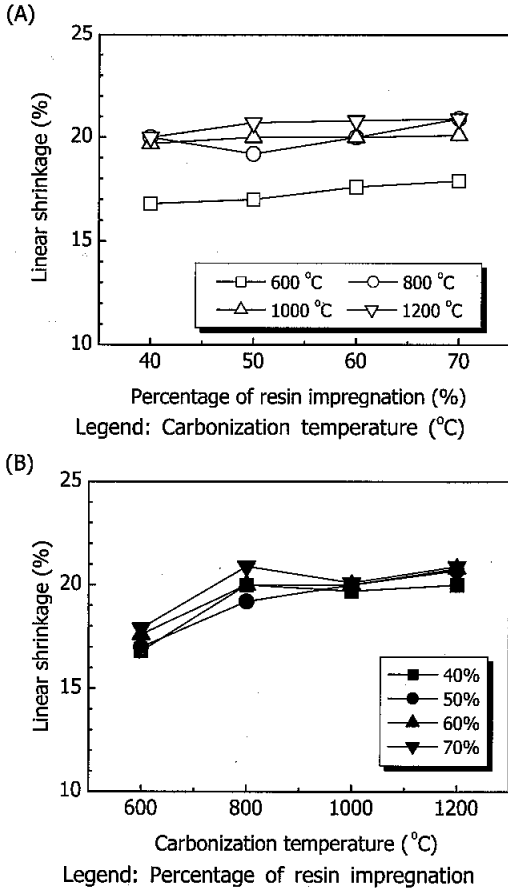 (A)
25
20
15
10
Linear shrinkage (%)
600 °C 800 °C
1000 °C 1200 °C
40 50 60 70
Percentage of resin impregnation (%)
Legend: Carbonization temperature (°C)
(B)
25
20
15
10
Linear shrinkage (%)
40%
50%
60%
70%
600 800 1000 1200
Carbonization temperature (°C)
Legend: Percentage of resin impregnation